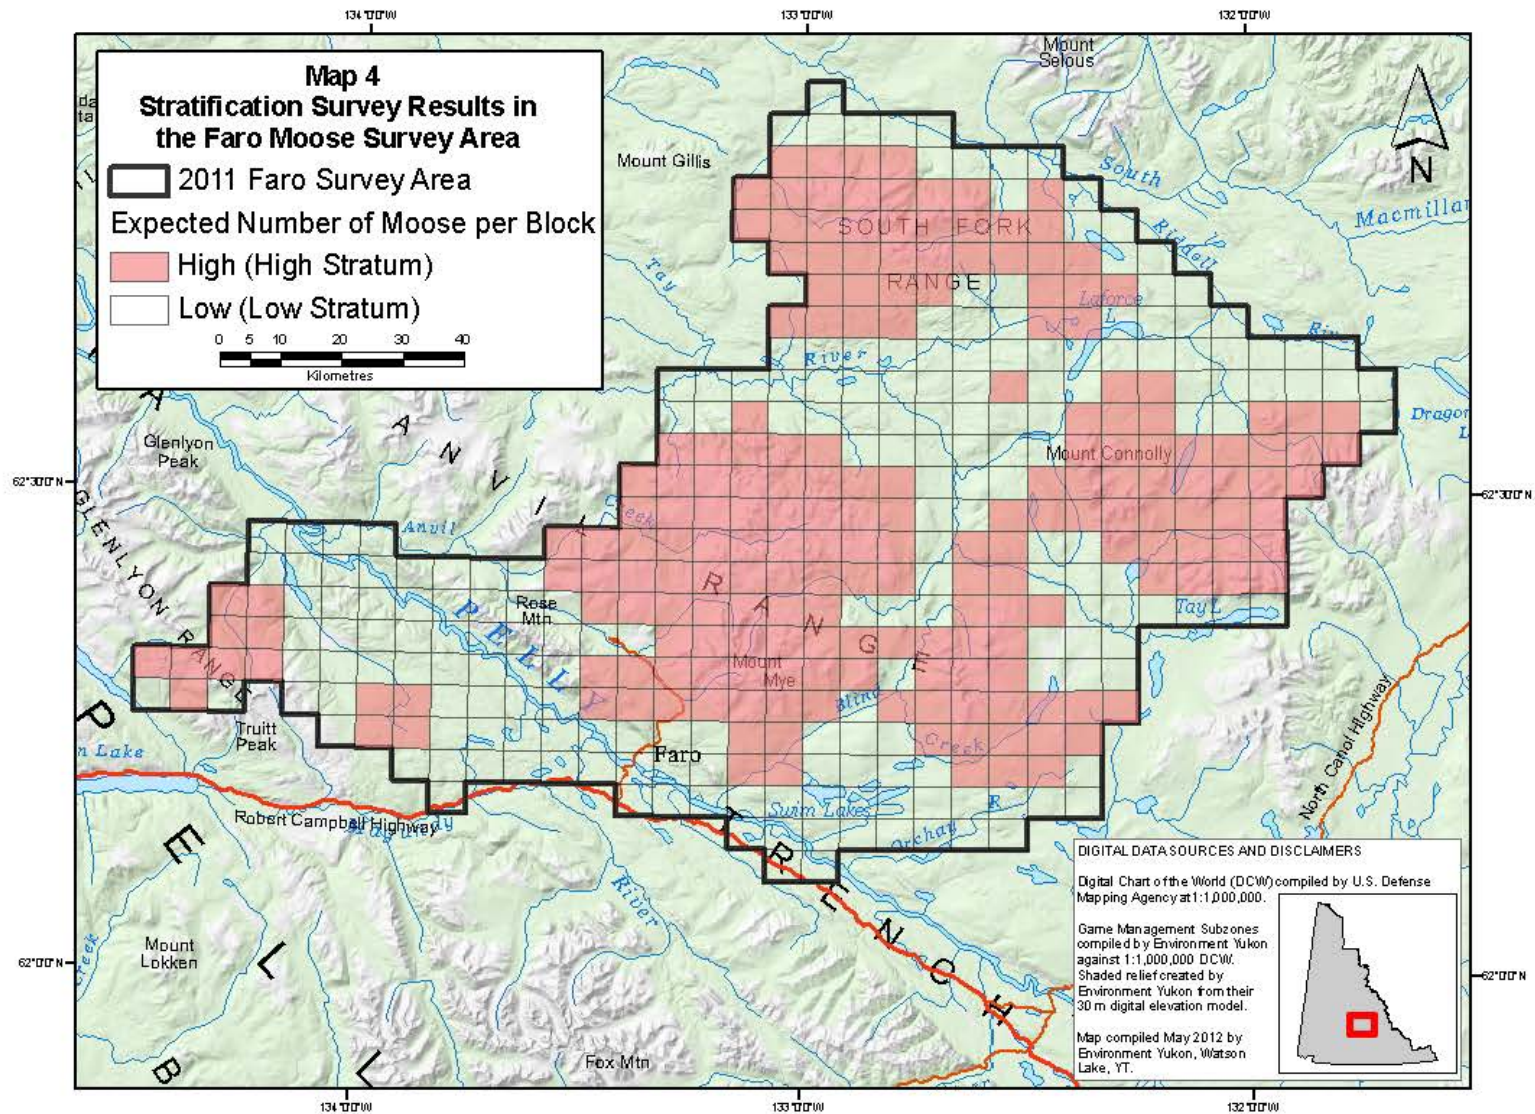 134°0'0"W
133°0'0"W
132°0'0"W
Map 4
Stratification Survey Results in
the Faro Moose Survey Area
2011 Faro Survey Area
Expected Number of Moose per Block
High (High Stratum)
Low (Low Stratum)
0 5 10 20 30 40
Kilometres
Mount
Selous
N
Mount Gillis
South
Macmillan
Riddell
River
SOUTH FORK
RANGE
Tay
River
Laforce
L
Dragon
L
Glenlyon
Peak
ANVIL
RANGE
Mount Connolly
62°30'0"N
62°30'0"N
GLENLYON
RANGE
Anvil
Creek
Rose
Mtn
PELLY
Tay L
Mount
Mye
Blind
Creek
Truitt
Peak
n Lake
Faro
North Canol Highway
Robert Campbell Highway
Swim Lakes
Orchay
R
PELL
TRENCH
River
Mount
Lokken
Creek
Fox Mtn
62°0'0"N
62°0'0"N
DIGITAL DATA SOURCES AND DISCLAIMERS
Digital Chart of the World (DCW) compiled by U.S. Defense
Mapping Agency at 1:1,000,000.
Game Management Subzones
compiled by Environment Yukon
against 1:1,000,000 DCW.
Shaded relief created by
Environment Yukon from their
30 m digital elevation model.
Map compiled May 2012 by
Environment Yukon, Watson
Lake, YT.
134°0'0"W
133°0'0"W
132°0'0"W